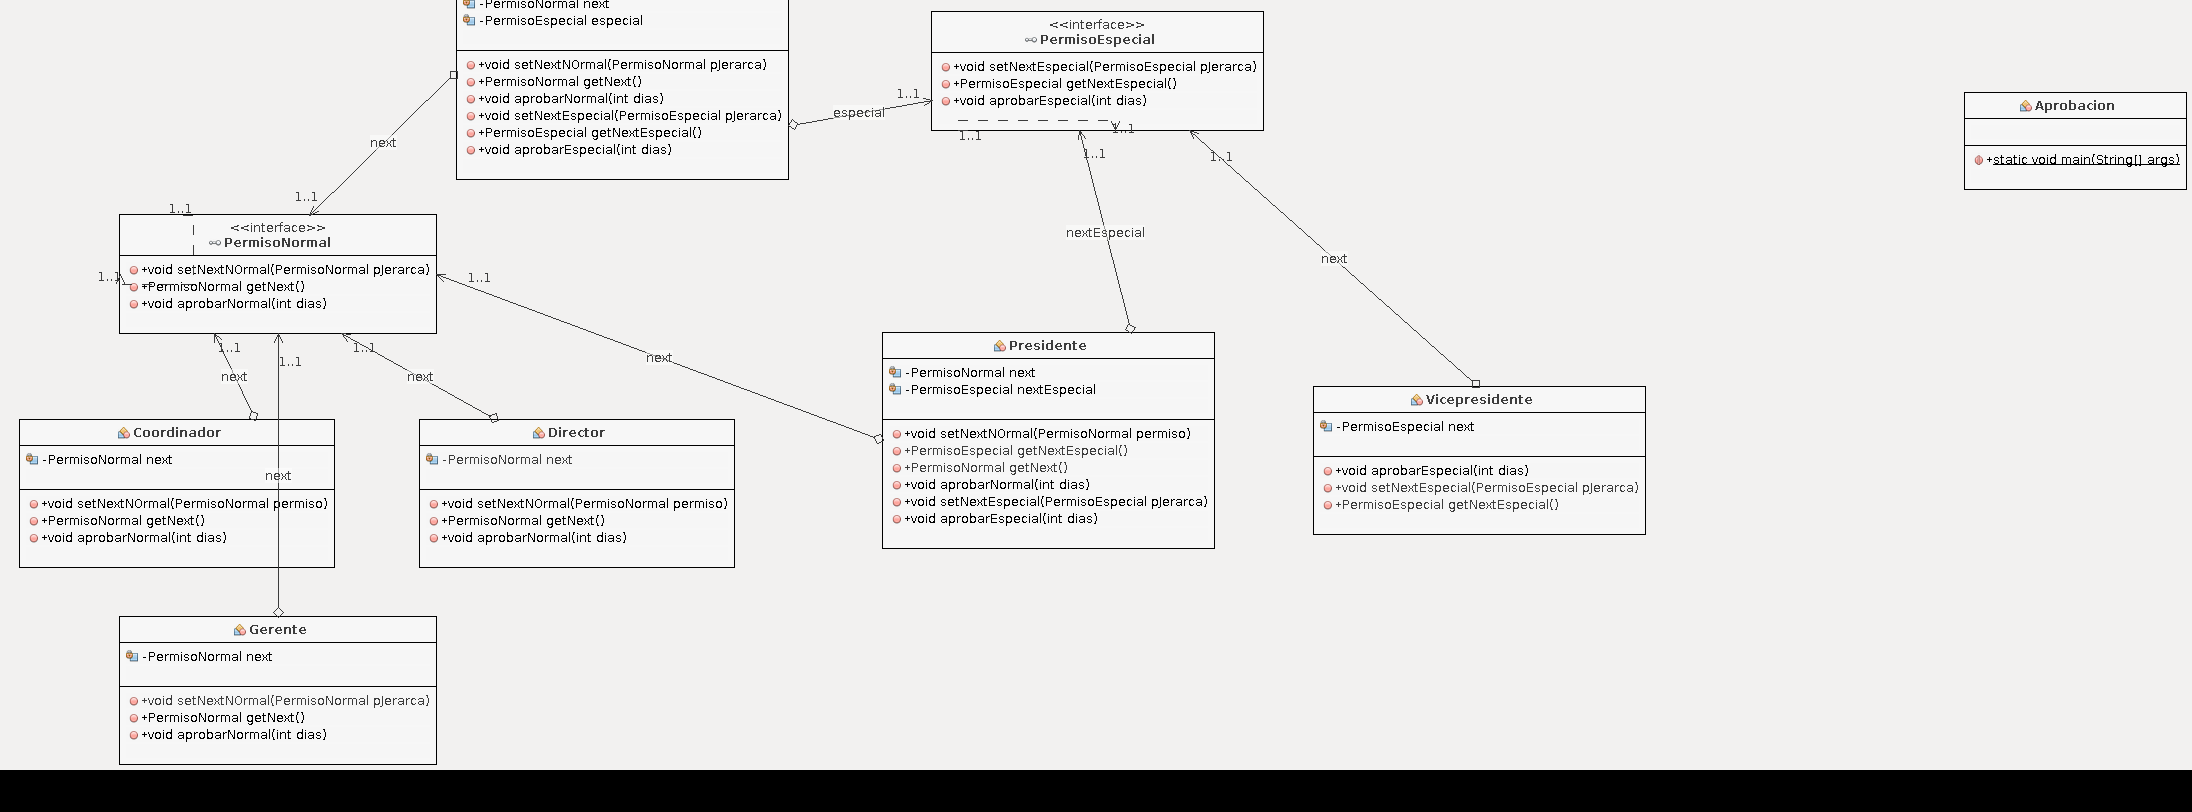 -PermisoNormal next
-PermisoEspecial especial
+void setNextNOrmal(PermisoNormal pJerarca)
+PermisoNormal getNext()
+void aprobarNormal(int dias)
+void setNextEspecial(PermisoEspecial pJerarca)
+PermisoEspecial getNextEspecial()
+void aprobarEspecial(int dias)
<<interface>>
PermisoEspecial
+void setNextEspecial(PermisoEspecial pJerarca)
+PermisoEspecial getNextEspecial()
+void aprobarEspecial(int dias)
Aprobacion
+static void main(String[] args)
especial
1..1
1..1
1..1
1..1
1..1
next
1..1
1..1
<<interface>>
PermisoNormal
+void setNextNOrmal(PermisoNormal pJerarca)
+PermisoNormal getNext()
+void aprobarNormal(int dias)
1..1
1..1
nextEspecial
next
1..1
1..1
1..1
next
next
next
next
Presidente
-PermisoNormal next
-PermisoEspecial nextEspecial
+void setNextNOrmal(PermisoNormal permiso)
+PermisoEspecial getNextEspecial()
+PermisoNormal getNext()
+void aprobarNormal(int dias)
+void setNextEspecial(PermisoEspecial pJerarca)
+void aprobarEspecial(int dias)
Vicepresidente
-PermisoEspecial next
+void aprobarEspecial(int dias)
+void setNextEspecial(PermisoEspecial pJerarca)
+PermisoEspecial getNextEspecial()
Coordinador
-PermisoNormal next
+void setNextNOrmal(PermisoNormal permiso)
+PermisoNormal getNext()
+void aprobarNormal(int dias)
Director
-PermisoNormal next
+void setNextNOrmal(PermisoNormal permiso)
+PermisoNormal getNext()
+void aprobarNormal(int dias)
Gerente
-PermisoNormal next
+void setNextNOrmal(PermisoNormal pJerarca)
+PermisoNormal getNext()
+void aprobarNormal(int dias)